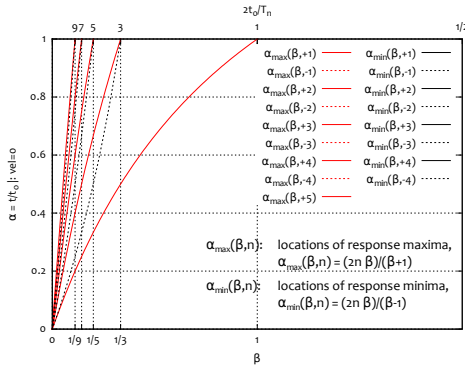 2t₀/Tₙ
9 7 5 3 1 1/2
α = t/t₀ |: vel=0
1
0.8
0.6
0.4
0.2
0
αmax(β,+1) αmin(β,+1)
αmax(β,-1) αmin(β,-1)
αmax(β,+2) αmin(β,+2)
αmax(β,-2) αmin(β,-2)
αmax(β,+3) αmin(β,+3)
αmax(β,-3) αmin(β,-3)
αmax(β,+4) αmin(β,+4)
αmax(β,-4) αmin(β,-4)
αmax(β,+5)
αmax(β,n): locations of response maxima,
αmax(β,n) = (2n β)/(β+1)
αmin(β,n): locations of response minima,
αmin(β,n) = (2n β)/(β-1)
0 1/9 1/5 1/3 1
β